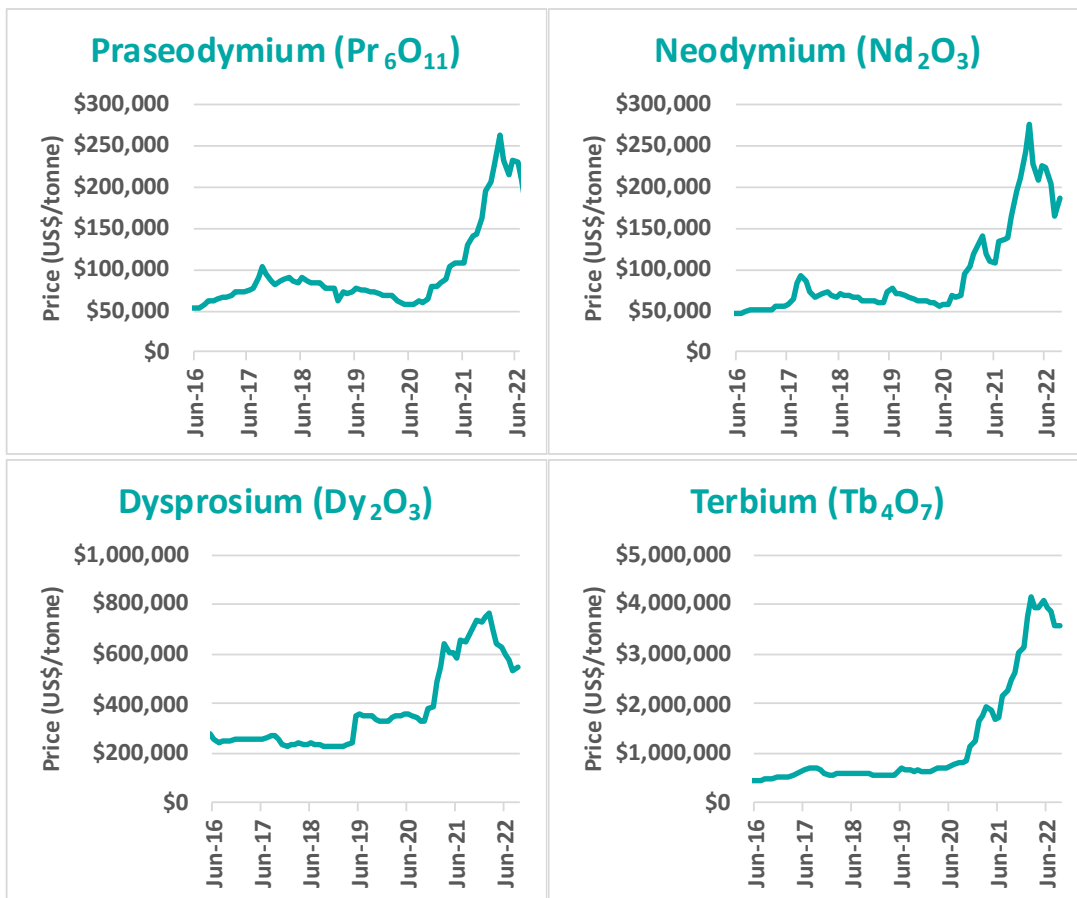 Praseodymium (Pr₆O₁₁)
Price (US$/tonne)
$300,000
$250,000
$200,000
$150,000
$100,000
$50,000
$0
Jun-16
Jun-17
Jun-18
Jun-19
Jun-20
Jun-21
Jun-22
Neodymium (Nd₂O₃)
Price (US$/tonne)
$300,000
$250,000
$200,000
$150,000
$100,000
$50,000
$0
Jun-16
Jun-17
Jun-18
Jun-19
Jun-20
Jun-21
Jun-22
Dysprosium (Dy₂O₃)
Price (US$/tonne)
$1,000,000
$800,000
$600,000
$400,000
$200,000
$0
Jun-16
Jun-17
Jun-18
Jun-19
Jun-20
Jun-21
Jun-22
Terbium (Tb₄O₇)
Price (US$/tonne)
$5,000,000
$4,000,000
$3,000,000
$2,000,000
$1,000,000
$0
Jun-16
Jun-17
Jun-18
Jun-19
Jun-20
Jun-21
Jun-22